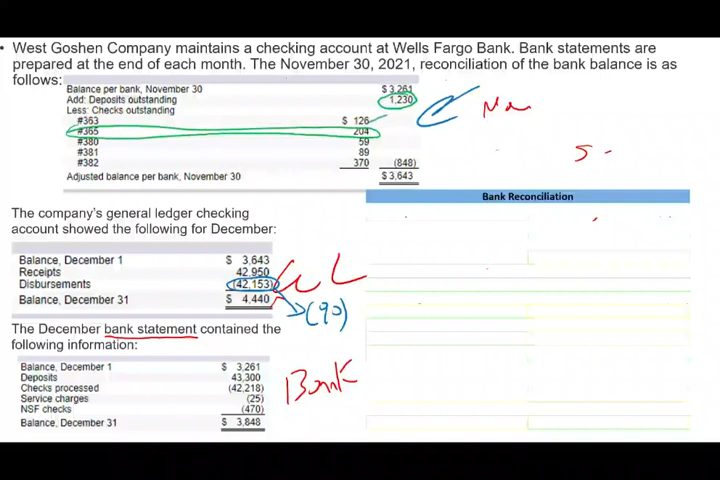 • West Goshen Company maintains a checking account at Wells Fargo Bank. Bank statements are
prepared at the end of each month. The November 30, 2021, reconciliation of the bank balance is as
follows:
Balance per bank, November 30 $ 3,261
Add: Deposits outstanding 1,230
Less: Checks outstanding
#363 $ 126
#365 204
#380 59
#381 89
#382 370 (848)
Adjusted balance per bank, November 30 $ 3,643
Bank Reconciliation
The company's general ledger checking
account showed the following for December:
Balance, December 1 $ 3,643
Receipts 42,950
Disbursements (42,153)
Balance, December 31 $ 4,440
(90)
The December bank statement contained the
following information:
Balance, December 1 $ 3,261
Deposits 43,300
Checks processed (42,218)
Service charges (25)
NSF checks (470)
Balance, December 31 $ 3,848
Bank